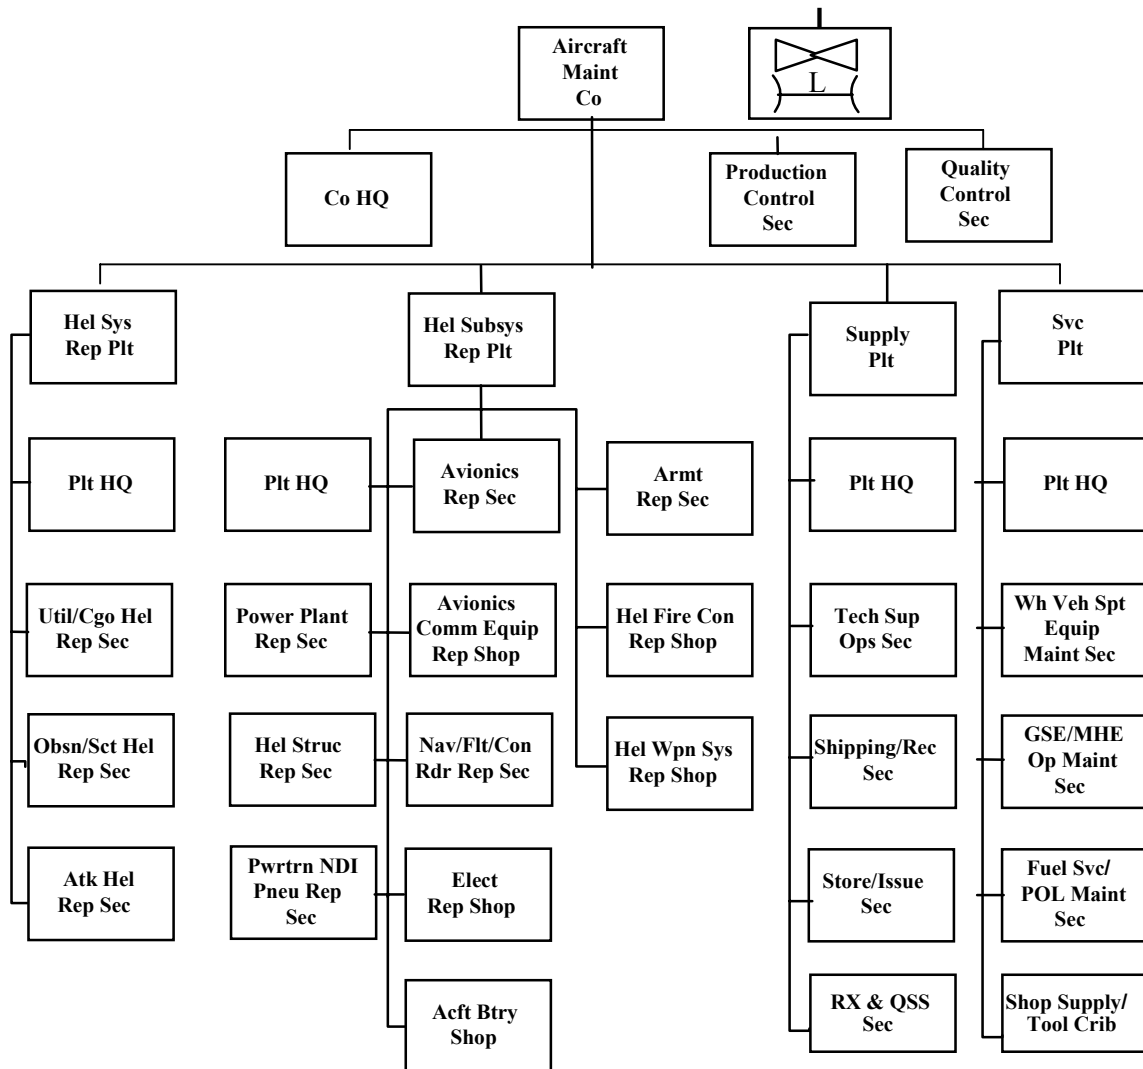 Aircraft
Maint
Co
L
Co HQ
Production
Control
Sec
Quality
Control
Sec
Hel Sys
Rep Plt
Hel Subsys
Rep Plt
Supply
Plt
Svc
Plt
Plt HQ
Plt HQ
Avionics
Rep Sec
Armt
Rep Sec
Plt HQ
Plt HQ
Util/Cgo Hel
Rep Sec
Power Plant
Rep Sec
Avionics
Comm Equip
Rep Shop
Hel Fire Con
Rep Shop
Tech Sup
Ops Sec
Wh Veh Spt
Equip
Maint Sec
Obsn/Sct Hel
Rep Sec
Hel Struc
Rep Sec
Nav/Flt/Con
Rdr Rep Sec
Hel Wpn Sys
Rep Shop
Shipping/Rec
Sec
GSE/MHE
Op Maint
Sec
Atk Hel
Rep Sec
Pwrtrn NDI
Pneu Rep
Sec
Elect
Rep Shop
Store/Issue
Sec
Fuel Svc/
POL Maint
Sec
Acft Btry
Shop
RX & QSS
Sec
Shop Supply/
Tool Crib